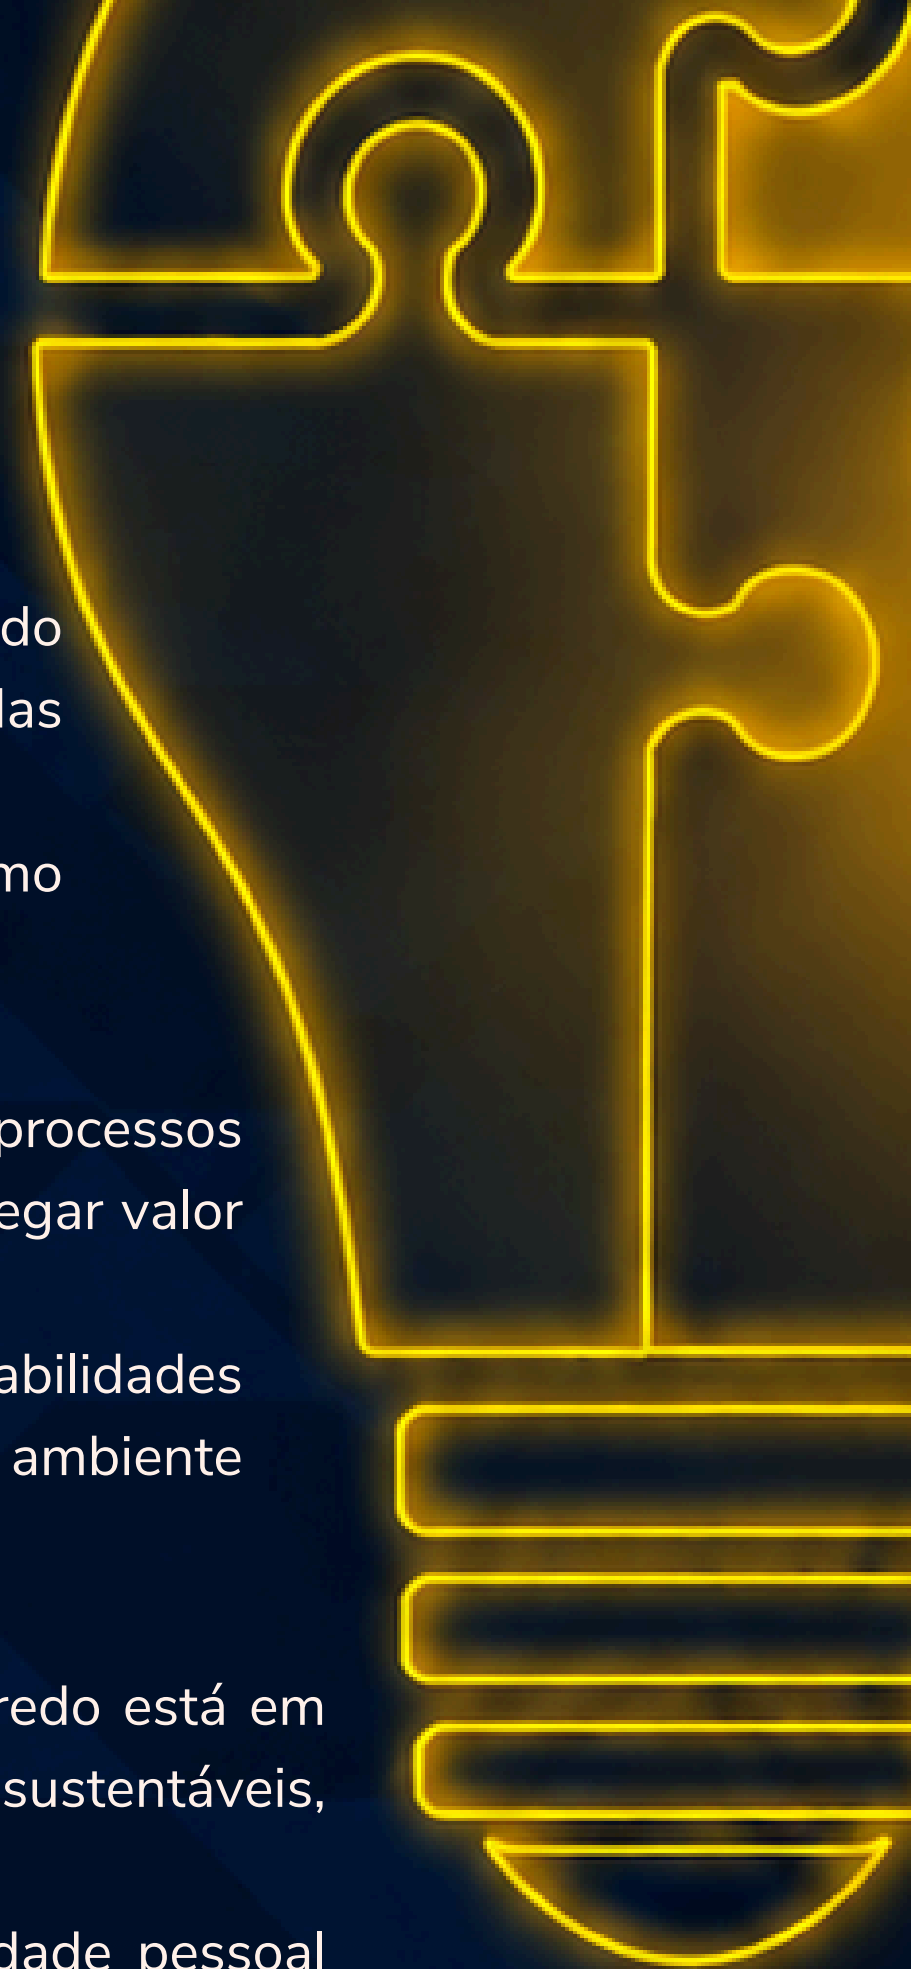 do
las
mo
processos
egar valor
abilidades
ambiente
redo está em
sustentáveis,
dade pessoal